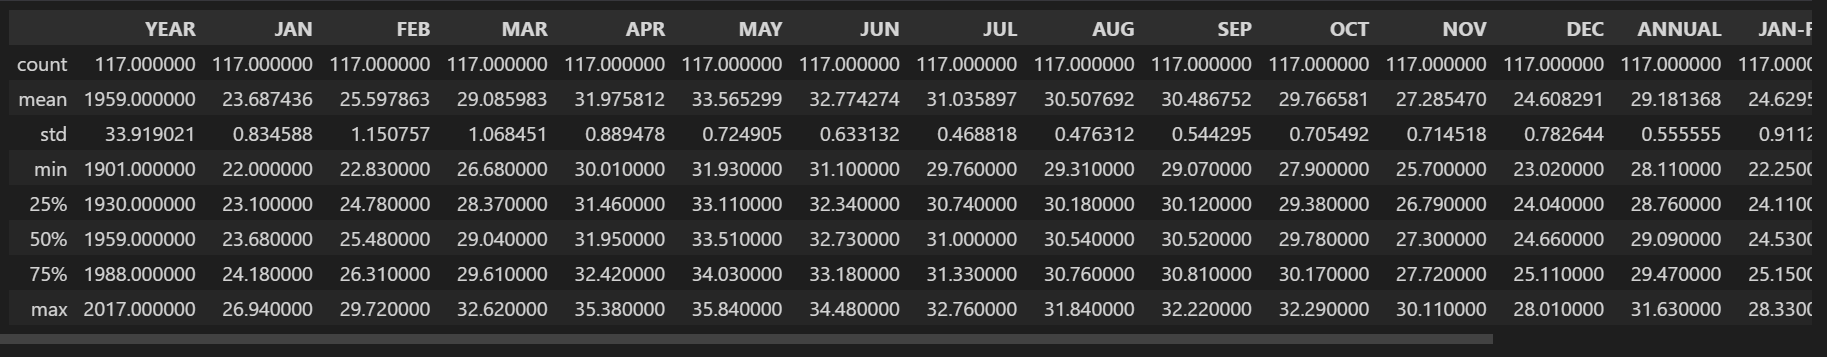 YEAR JAN FEB MAR APR MAY JUN JUL AUG SEP OCT NOV DEC ANNUAL JAN-F
count 117.000000 117.000000 117.000000 117.000000 117.000000 117.000000 117.000000 117.000000 117.000000 117.000000 117.000000 117.000000 117.000000 117.000000 117.000
mean 1959.000000 23.687436 25.597863 29.085983 31.975812 33.565299 32.774274 31.035897 30.507692 30.486752 29.766581 27.285470 24.608291 29.181368 24.6295
std 33.919021 0.834588 1.150757 1.068451 0.889478 0.724905 0.633132 0.468818 0.476312 0.544295 0.705492 0.714518 0.782644 0.555555 0.9112
min 1901.000000 22.000000 22.830000 26.680000 30.010000 31.930000 31.100000 29.760000 29.310000 29.070000 27.900000 25.700000 23.020000 28.110000 22.2500
25% 1930.000000 23.100000 24.780000 28.370000 31.460000 33.110000 32.340000 30.740000 30.180000 30.120000 29.380000 26.790000 24.040000 28.760000 24.1100
50% 1959.000000 23.680000 25.480000 29.040000 31.950000 33.510000 32.730000 31.000000 30.540000 30.520000 29.780000 27.300000 24.660000 29.090000 24.5300
75% 1988.000000 24.180000 26.310000 29.610000 32.420000 34.030000 33.180000 31.330000 30.760000 30.810000 30.170000 27.720000 25.110000 29.470000 25.1500
max 2017.000000 26.940000 29.720000 32.620000 35.380000 35.840000 34.480000 32.760000 31.840000 32.220000 32.290000 30.110000 28.010000 31.630000 28.3300